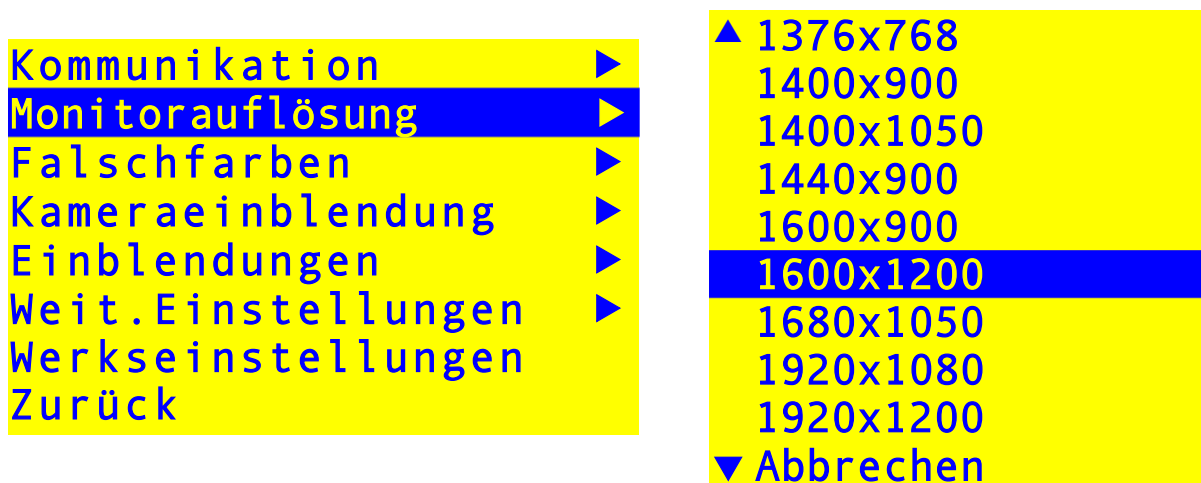 Kommunikation ▶
Monitorauflösung ▶
Falschfarben ▶
Kameraeinblendung ▶
Einblendungen ▶
Weit.Einstellungen ▶
Werkseinstellungen
Zurück
▲ 1376x768
1400x900
1400x1050
1440x900
1600x900
1600x1200
1680x1050
1920x1080
1920x1200
▼ Abbrechen